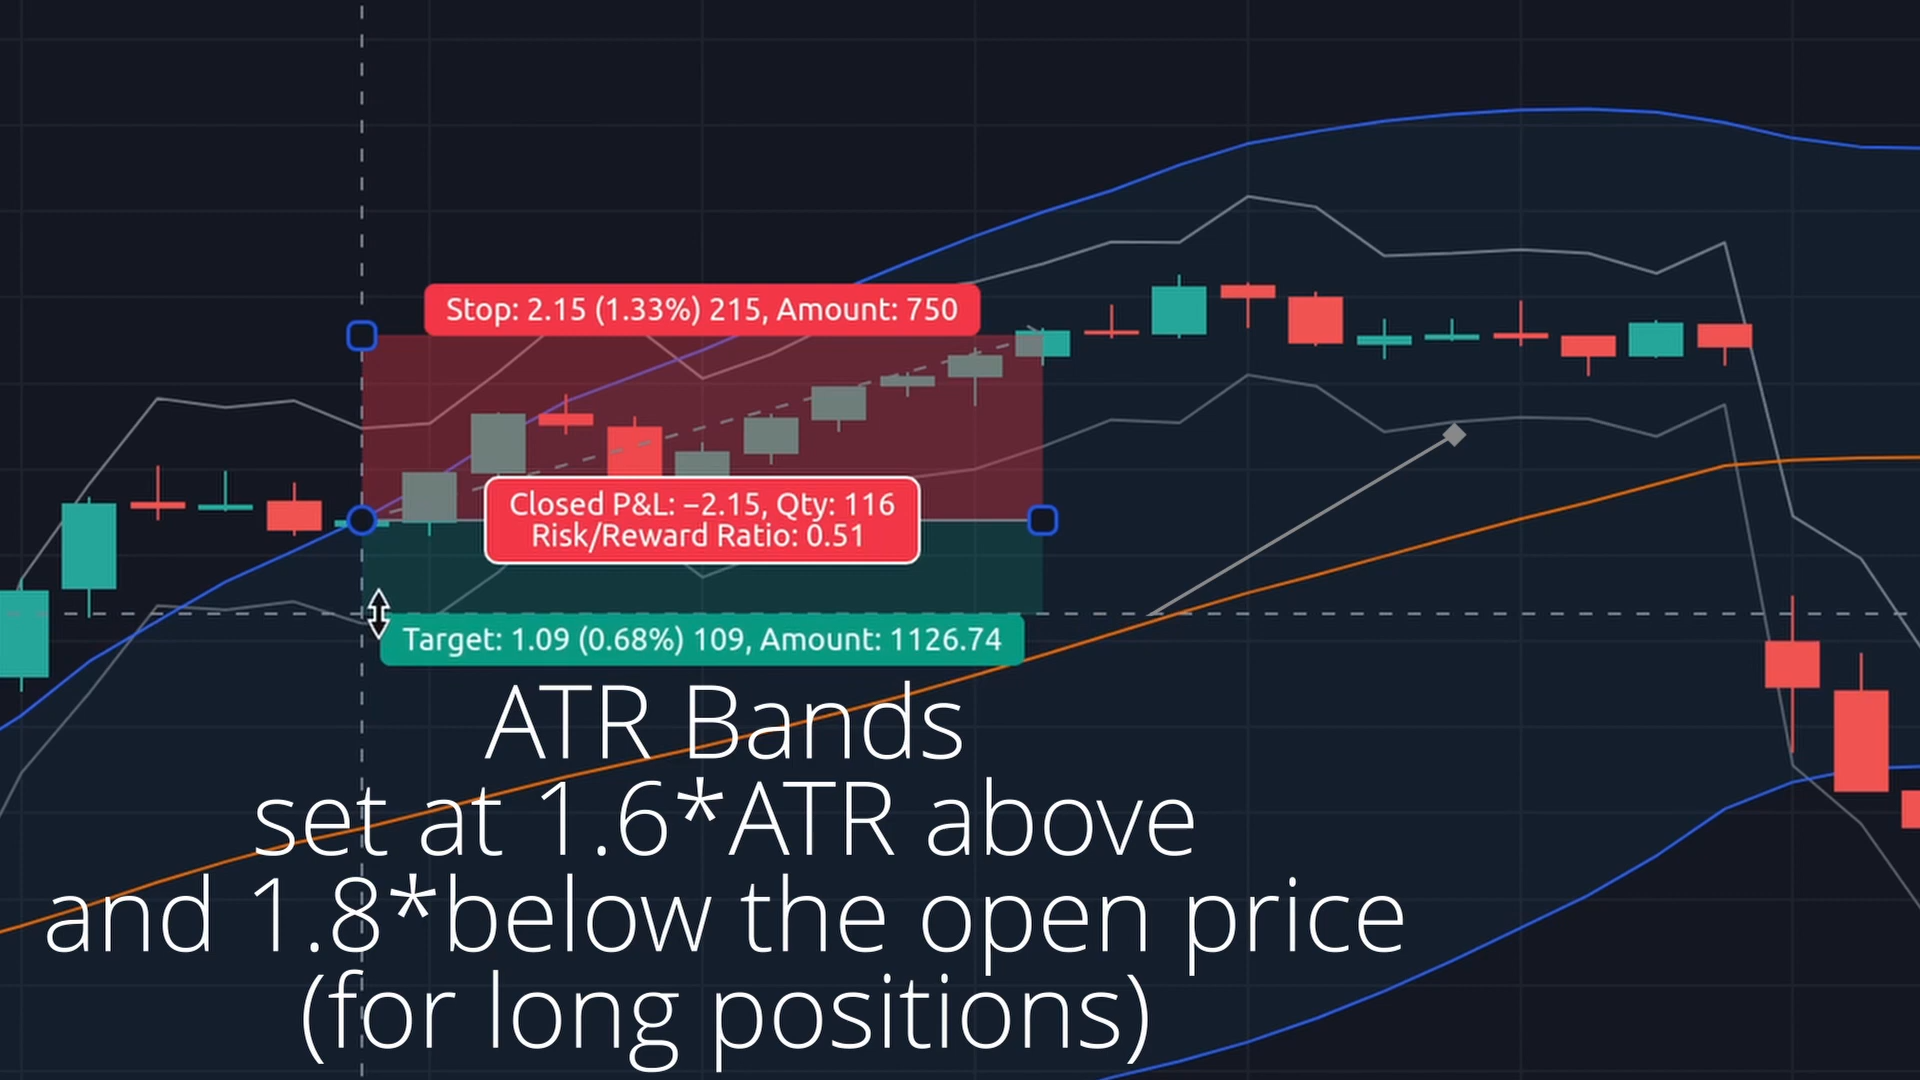 Stop: 2.15 (1.33%) 215, Amount: 750
Closed P&L: −2.15, Qty: 116
Risk/Reward Ratio: 0.51
Target: 1.09 (0.68%) 109, Amount: 1126.74
ATR Bands
set at 1.6*ATR above
and 1.8*below the open price
(for long positions)